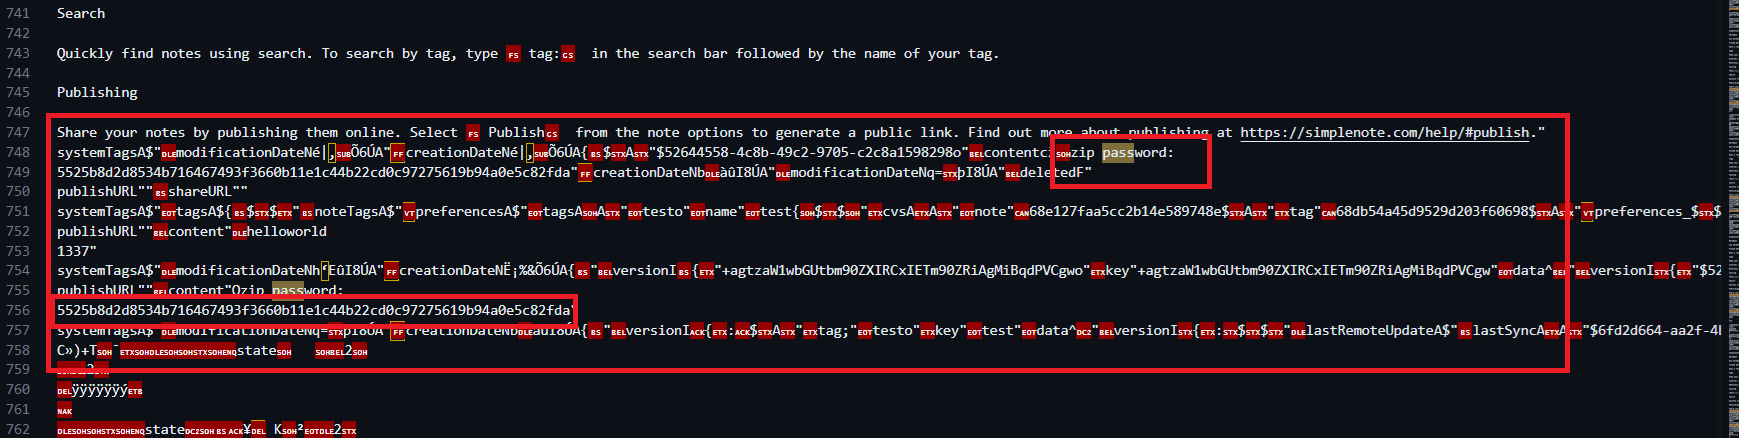 741 Search
742
743 Quickly find notes using search. To search by tag, type FS tag:GS in the search bar followed by the name of your tag.
744
745 Publishing
746
747 Share your notes by publishing them online. Select FS PublishGS from the note options to generate a public link. Find out more about publishing at https://simplenote.com/help/#publish."
748 systemTagsA$"DLEmodificationDateNé|,SUBÕ6ÚA"FFcreationDateNé|,SUBÕ6ÚA{BS$STXASTX"$52644558-4c8b-49c2-9705-c2c8a1598298o"BELcontentciSOHzip password:
749 5525b8d2d8534b716467493f3660b11e1c44b22cd0c97275619b94a0e5c82fda"FFcreationDateNbDLEàûI8ÚA"DLEmodificationDateNq=STXþI8ÚA"BELdeletedF"
750 publishURL""BSshareURL""
751 systemTagsA$"EOTtagsA${BS$STX$ETX"BSnoteTagsA$"VTpreferencesA$"EOTtagsASOHASTX"EOTtesto"EOTname"EOTtest{SOH$STX$SOH"ETXcvsAETXASTX"EOTnote"CAN68e127faa5cc2b14e589748e$STXASTX"ETXtag"CAN68db54a45d9529d203f60698$STXASTX"VTpreferences_$STX$
752 publishURL""BELcontent"DLEhelloworld
753 1337"
754 systemTagsA$"DLEmodificationDateNh‘EûI8ÚA"FFcreationDateNË¡%&Õ6ÚA{BS"BELversionIBS{ETX"+agtzaW1wbGUtbm90ZXIRCxIETm90ZRiAgMiBqdPVCgwo"ETXkey"+agtzaW1wbGUtbm90ZXIRCxIETm90ZRiAgMiBqdPVCgw"EOTdata^BEL"BELversionISTX{ETX"$52
755 publishURL""BELcontent"Ozip password:
756 5525b8d2d8534b716467493f3660b11e1c44b22cd0c97275619b94a0e5c82fda"
757 systemTagsA$"DLEmodificationDateNq=STXþI8ÚA"FFcreationDateNbDLEàûI8ÚA{BS"BELversionIACK{ETX:ACK$STXASTX"ETXtag;"EOTtesto"ETXkey"EOTtest"EOTdata^DC2"BELversionISTX{ETX:STX$STX$STX"DLElastRemoteUpdateA$"BSlastSyncAETXASTX"$6fd2d664-aa2f-4
758 C»)+TSOH¯ETXSOHDLESOHSOHSTXSOHENQstateSOH SOHBEL2SOH
759
760 DELÿÿÿÿÿÿýETB
761 NAK
762 DLESOHSOHSTXSOHENQstateDC2SOHBSACK¥DEL KSOH²EOTDLE2STX